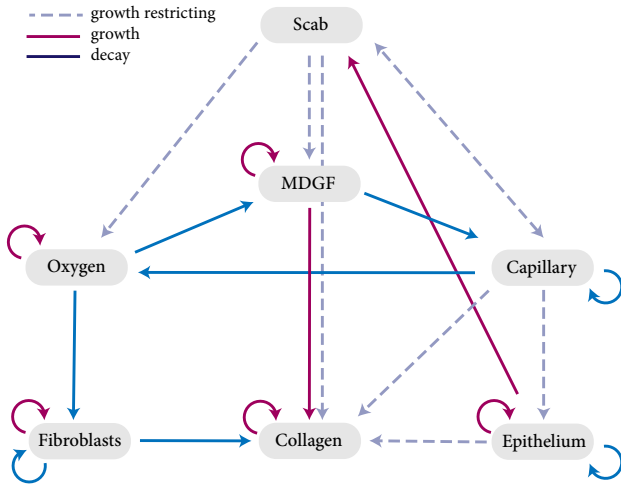 growth restricting
growth
decay
Scab
MDGF
Oxygen
Capillary
Fibroblasts
Collagen
Epithelium